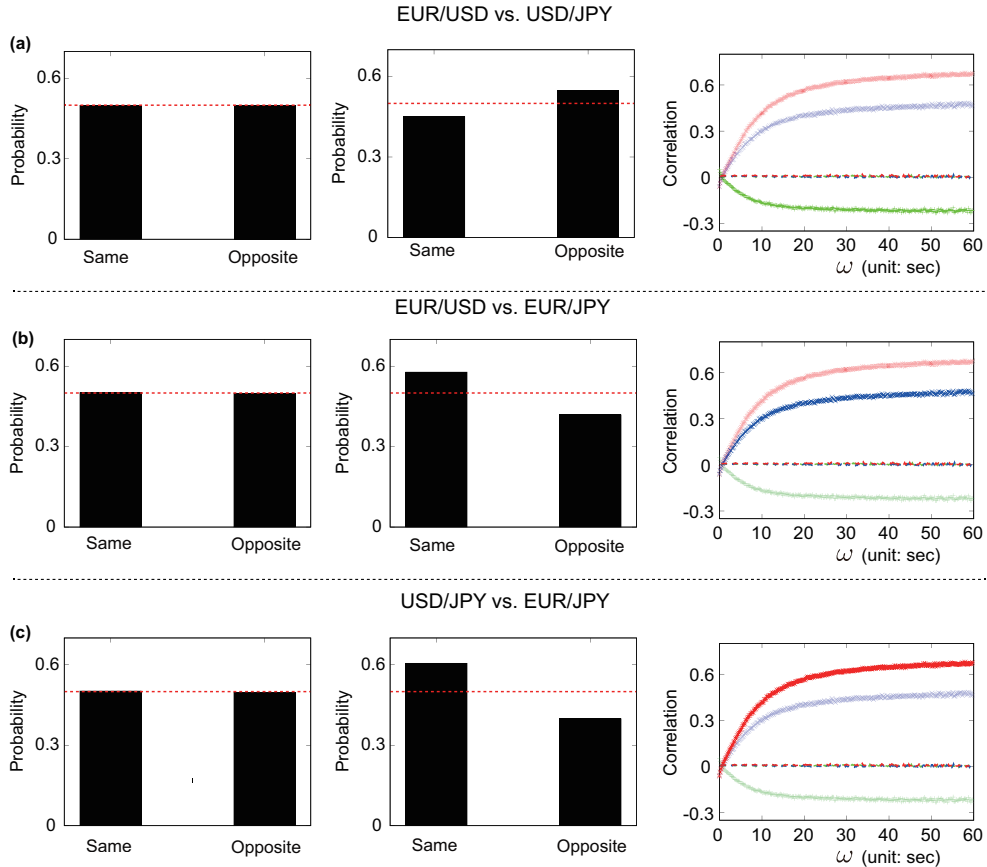 EUR/USD vs. USD/JPY
(a)
Probability
0.6
0.3
0
Same Opposite
Probability
0.6
0.3
0
Same Opposite
Correlation
0.6
0.3
0
-0.3
0 10 20 30 40 50 60
ω (unit: sec)
EUR/USD vs. EUR/JPY
(b)
Probability
0.6
0.3
0
Same Opposite
Probability
0.6
0.3
0
Same Opposite
Correlation
0.6
0.3
0
-0.3
0 10 20 30 40 50 60
ω (unit: sec)
USD/JPY vs. EUR/JPY
(c)
Probability
0.6
0.3
0
Same Opposite
Probability
0.6
0.3
0
Same Opposite
Correlation
0.6
0.3
0
-0.3
0 10 20 30 40 50 60
ω (unit: sec)